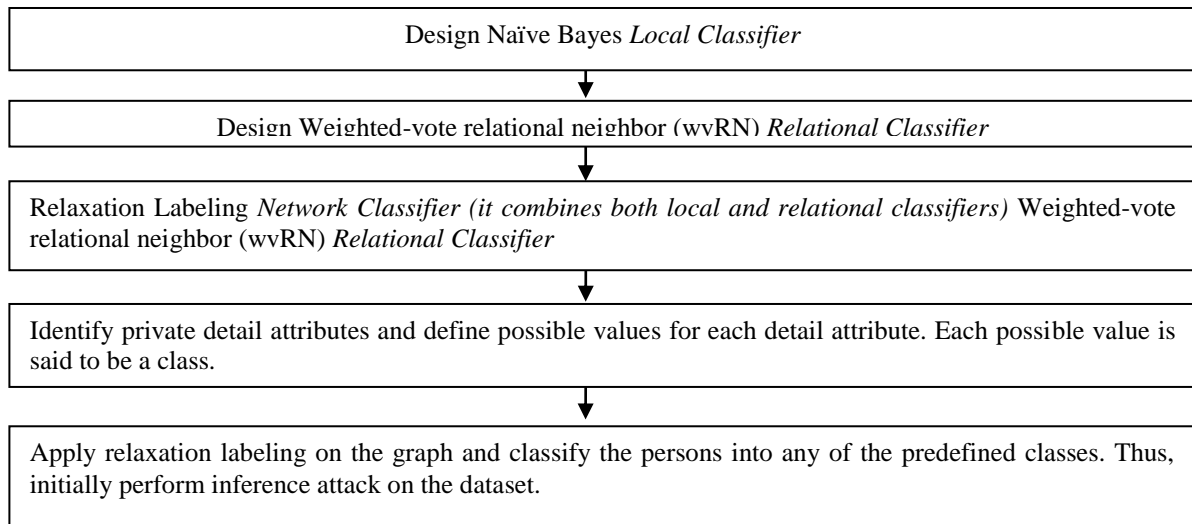 Design Naïve Bayes Local Classifier
Design Weighted-vote relational neighbor (wvRN) Relational Classifier
Relaxation Labeling Network Classifier (it combines both local and relational classifiers) Weighted-vote
relational neighbor (wvRN) Relational Classifier
Identify private detail attributes and define possible values for each detail attribute. Each possible value is
said to be a class.
Apply relaxation labeling on the graph and classify the persons into any of the predefined classes. Thus,
initially perform inference attack on the dataset.